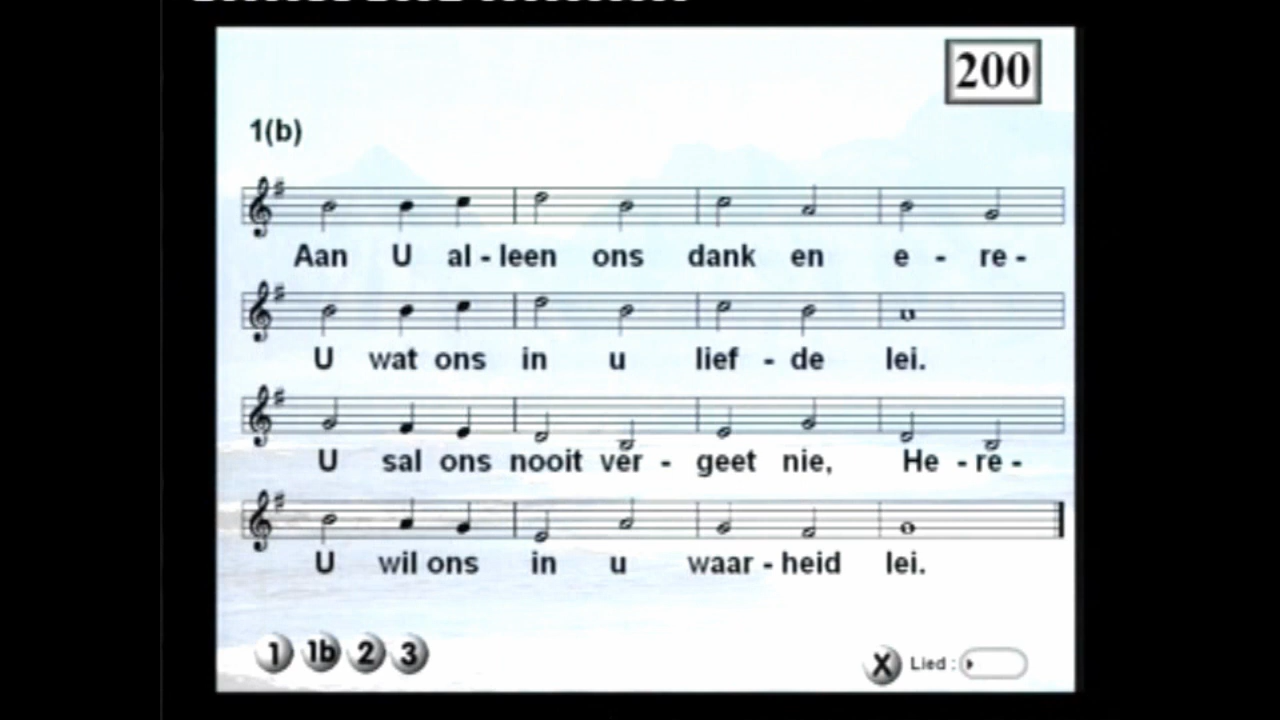 200
1(b)
Aan U al - leen ons dank en e - re -
U wat ons in u lief - de lei.
U sal ons nooit ver - geet nie, He - re -
U wil ons in u waar - heid lei.
1 1b 2 3
X Lied :